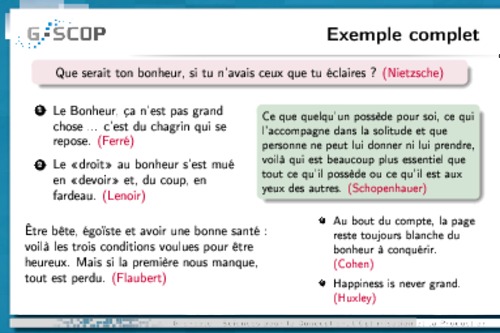 G-SCOP
Exemple complet
Que serait ton bonheur, si tu n'avais ceux que tu éclaires ? (Nietzsche)
1 Le Bonheur, ça n'est pas grand
chose ... c'est du chagrin qui se
repose. (Ferré)
2 Le «droit» au bonheur s'est mué
en «devoir» et, du coup, en
fardeau. (Lenoir)
Être bête, égoïste et avoir une bonne santé :
voilà les trois conditions voulues pour être
heureux. Mais si la première nous manque,
tout est perdu. (Flaubert)
Ce que quelqu'un possède pour soi, ce qui
l'accompagne dans la solitude et que
personne ne peut lui donner ni lui prendre,
voilà qui est beaucoup plus essentiel que
tout ce qu'il possède ou ce qu'il est aux
yeux des autres. (Schopenhauer)
Au bout du compte, la page
reste toujours blanche du
bonheur à conquérir.
(Cohen)
Happiness is never grand.
(Huxley)